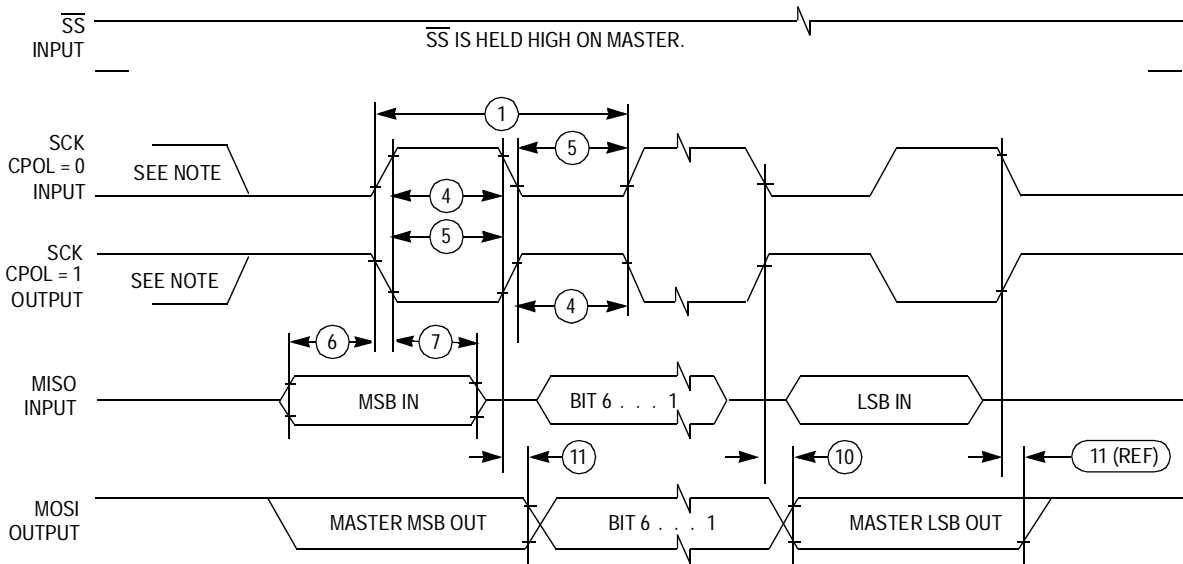 SS
INPUT
SS IS HELD HIGH ON MASTER.
1
SCK
CPOL = 0
INPUT
SEE NOTE
5
4
5
SCK
CPOL = 1
OUTPUT
SEE NOTE
4
6
7
MISO
INPUT
MSB IN
BIT 6 . . . 1
LSB IN
11
10
11 (REF)
MOSI
OUTPUT
MASTER MSB OUT
BIT 6 . . . 1
MASTER LSB OUT